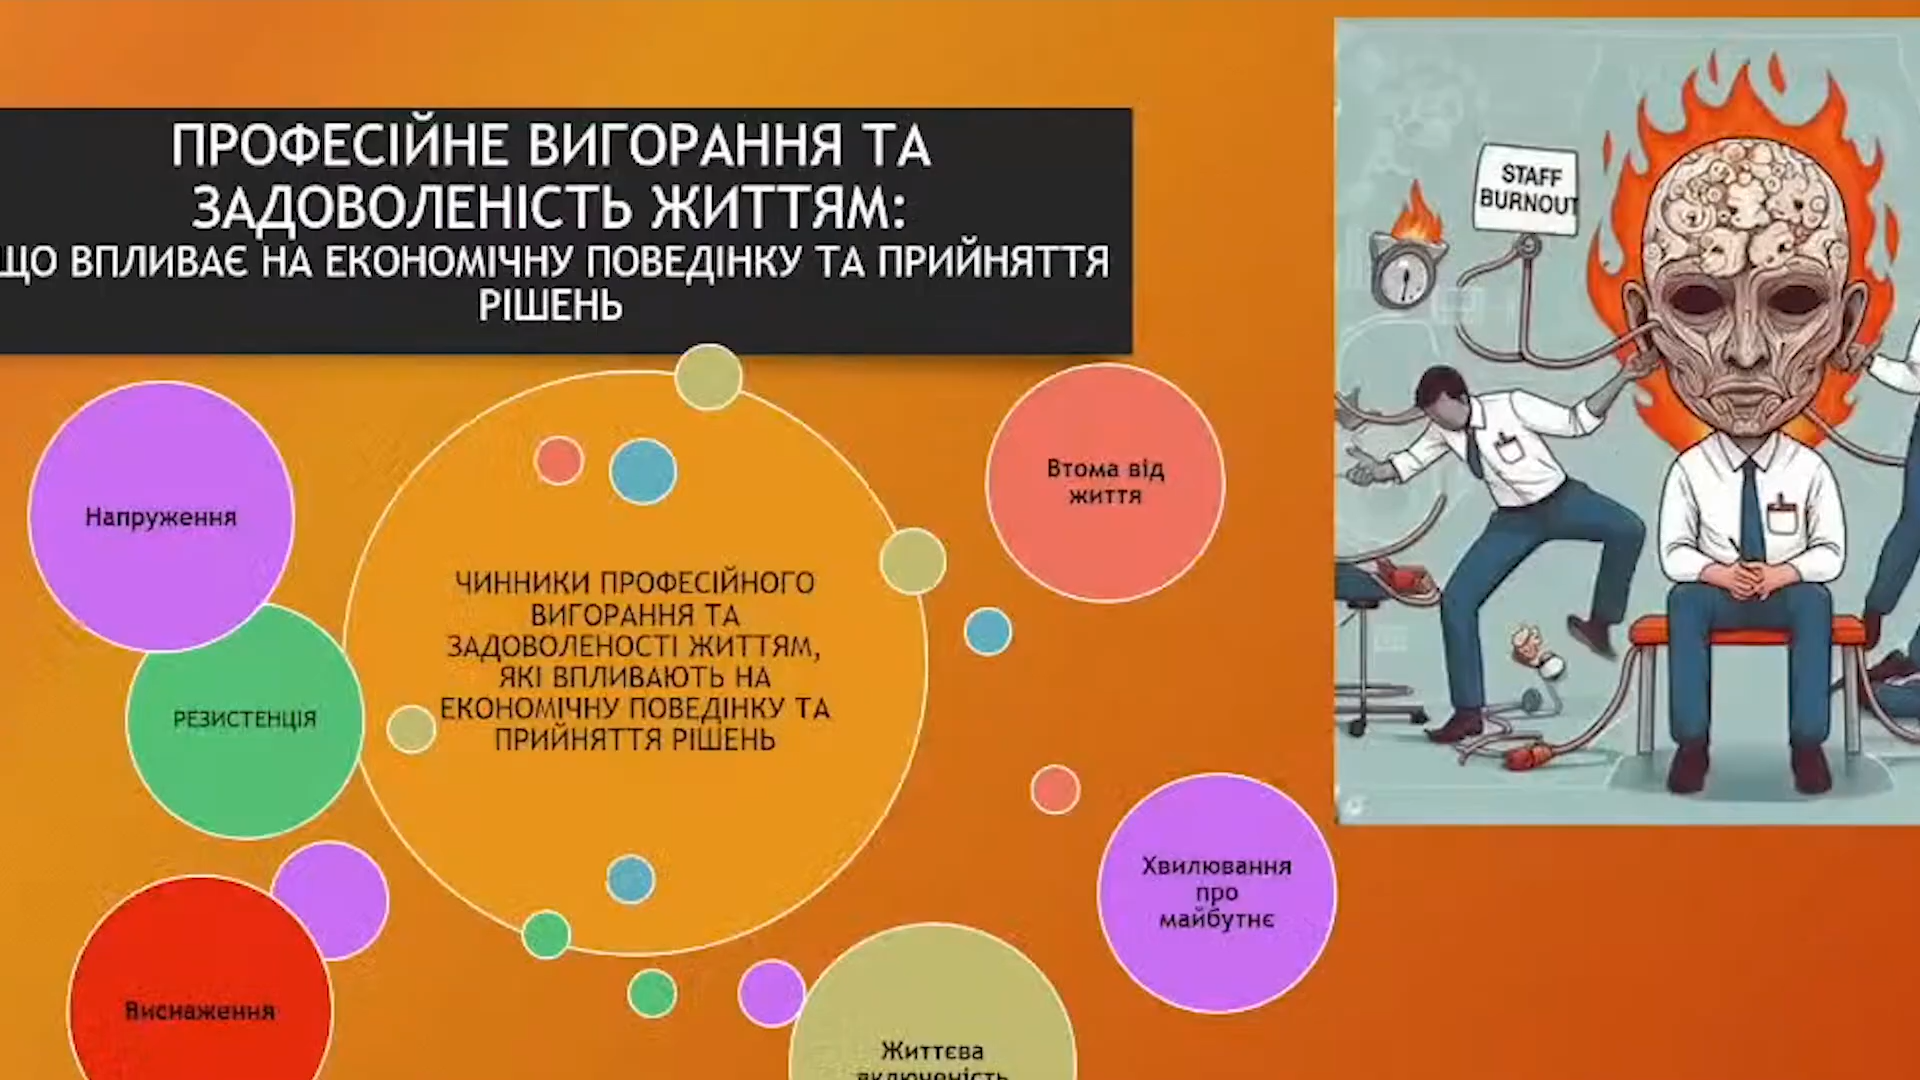 ПРОФЕСІЙНЕ ВИГОРАННЯ ТА
ЗАДОВОЛЕНІСТЬ ЖИТТЯМ:
ЩО ВПЛИВАЄ НА ЕКОНОМІЧНУ ПОВЕДІНКУ ТА ПРИЙНЯТТЯ
РІШЕНЬ
STAFF
BURNOUT
Напруження
РЕЗИСТЕНЦІЯ
Виснаження
ЧИННИКИ ПРОФЕСІЙНОГО
ВИГОРАННЯ ТА
ЗАДОВОЛЕНОСТІ ЖИТТЯМ,
ЯКІ ВПЛИВАЮТЬ НА
ЕКОНОМІЧНУ ПОВЕДІНКУ ТА
ПРИЙНЯТТЯ РІШЕНЬ
Втома від
життя
Хвилювання
про
майбутнє
Життєва
включеність